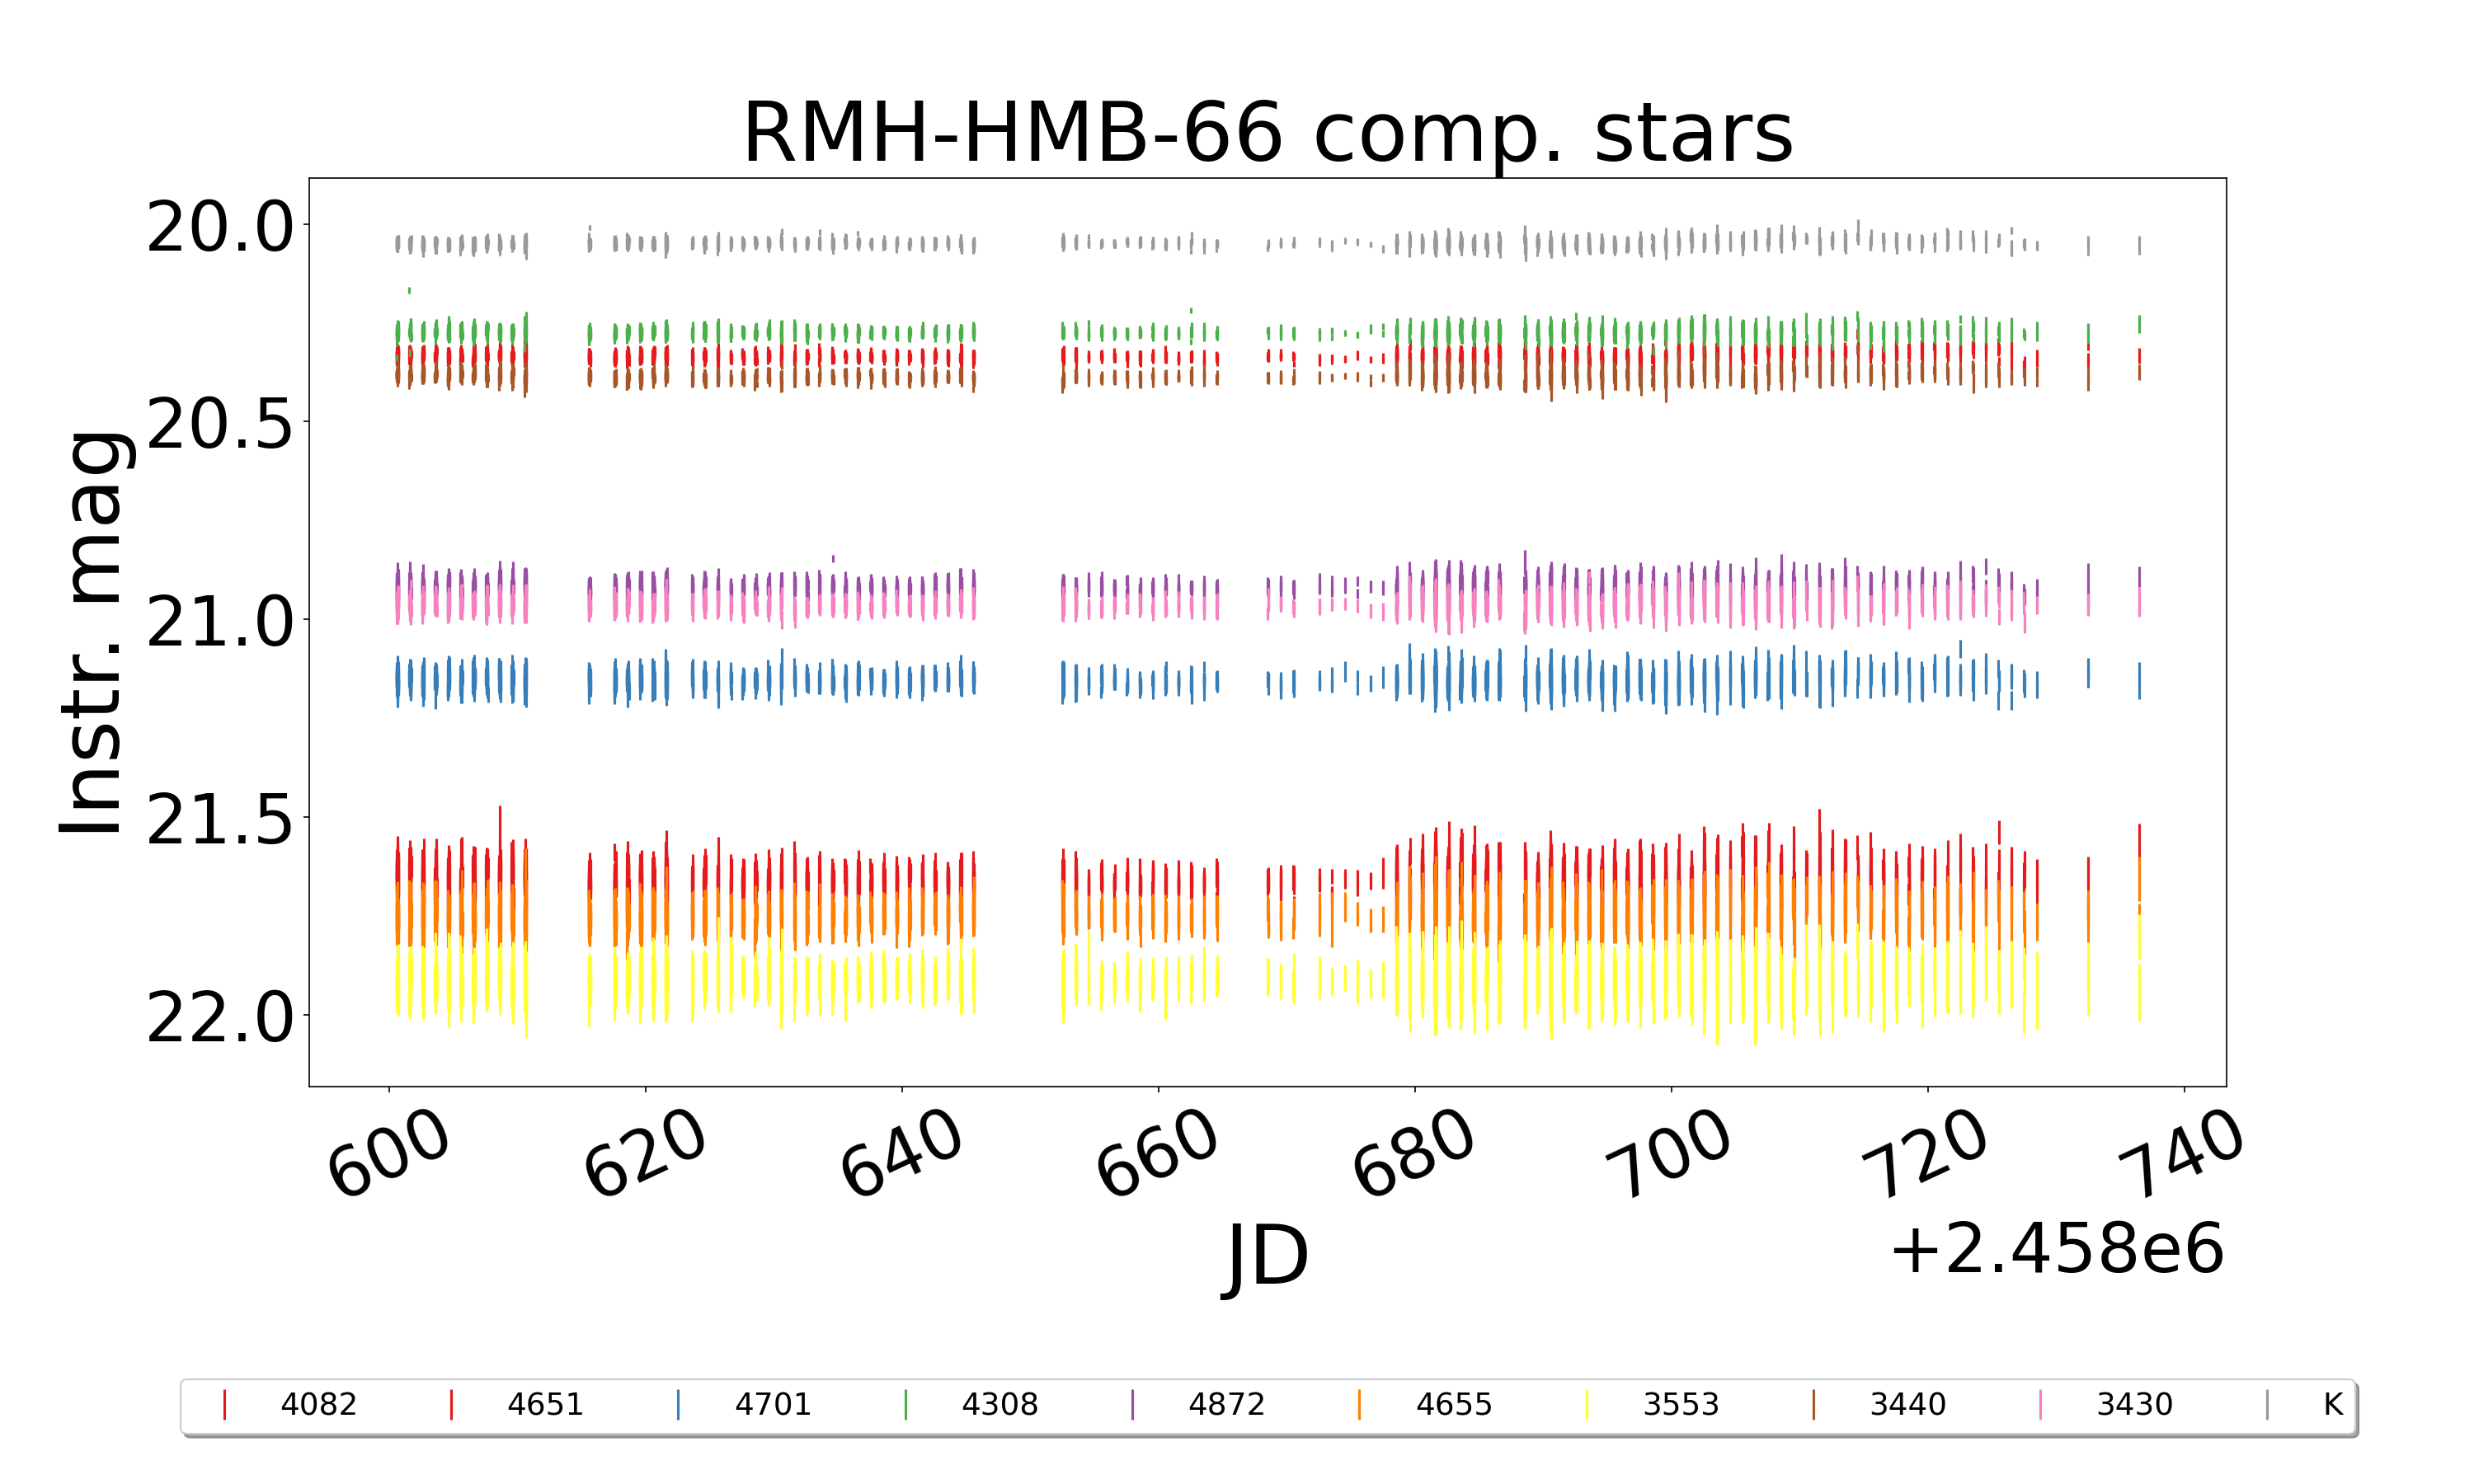 RMH-HMB-66 comp. stars
Instr. mag
20.0
20.5
21.0
21.5
22.0
600 620 640 660 680 700 720 740
JD
+2.458e6
4082 4651 4701 4308 4872 4655 3553 3440 3430 K